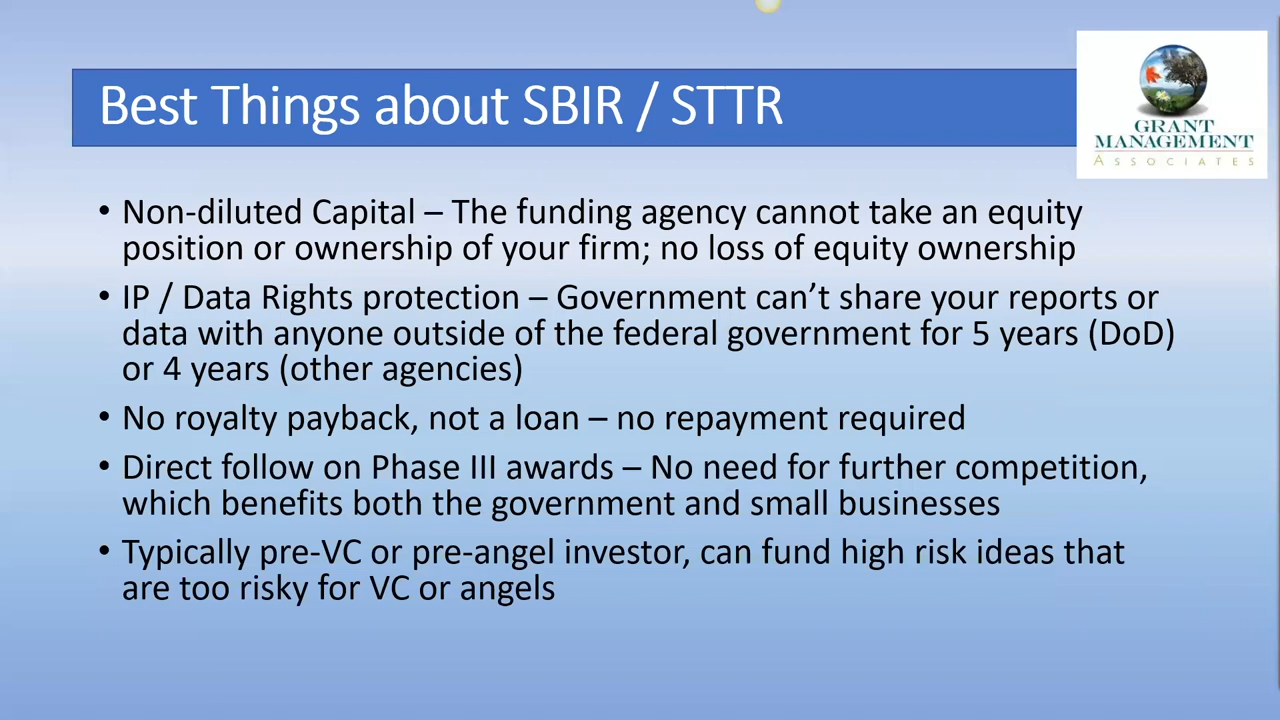 Best Things about SBIR / STTR
GRANT
MANAGEMENT
ASSOCIATES
• Non-diluted Capital – The funding agency cannot take an equity
position or ownership of your firm; no loss of equity ownership
• IP / Data Rights protection – Government can’t share your reports or
data with anyone outside of the federal government for 5 years (DoD)
or 4 years (other agencies)
• No royalty payback, not a loan – no repayment required
• Direct follow on Phase III awards – No need for further competition,
which benefits both the government and small businesses
• Typically pre-VC or pre-angel investor, can fund high risk ideas that
are too risky for VC or angels